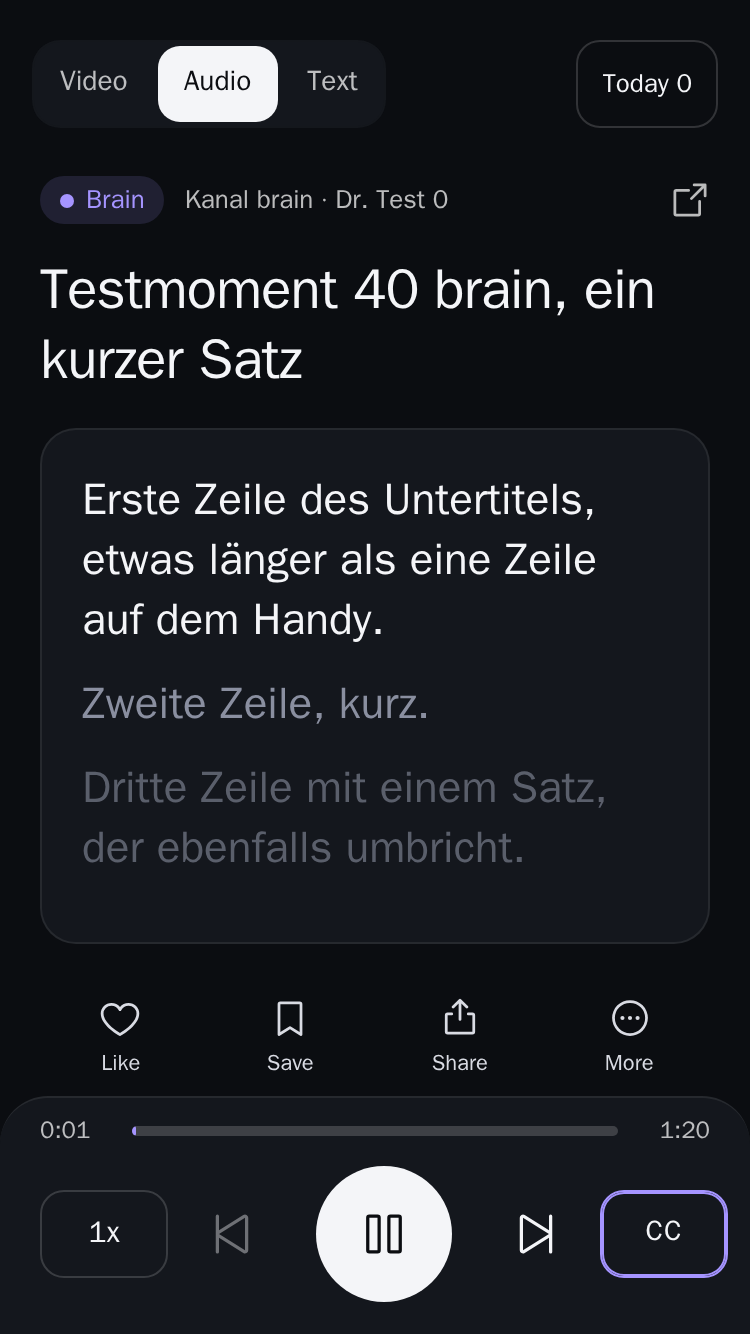 Video Audio Text Today 0
Brain Kanal brain · Dr. Test 0
Testmoment 40 brain, ein
kurzer Satz
Erste Zeile des Untertitels,
etwas länger als eine Zeile
auf dem Handy.
Zweite Zeile, kurz.
Dritte Zeile mit einem Satz,
der ebenfalls umbricht.
Like Save Share More
0:01 1:20
1x CC